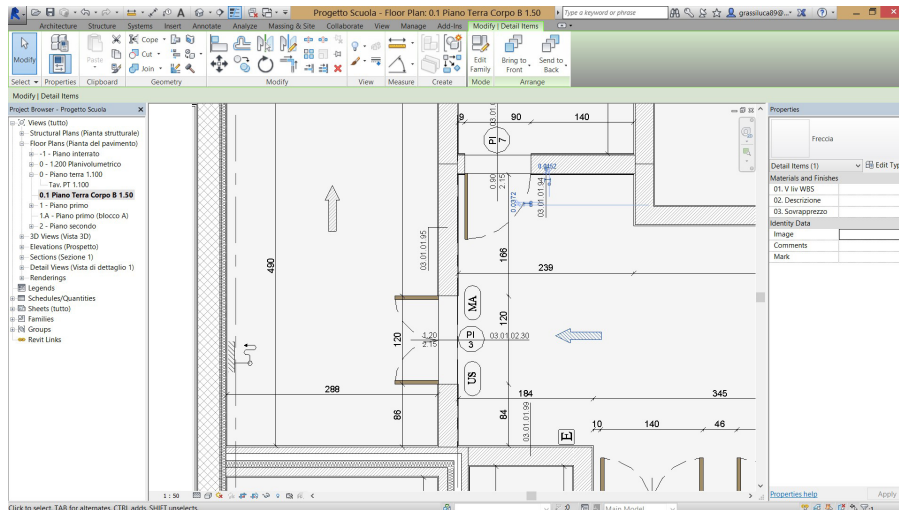 Progetto Scuola - Floor Plan: 0.1 Piano Terra Corpo B 1.50
Type a keyword or phrase
grassiluca89@...
Architecture Structure Systems Insert Annotate Analyze Massing & Site Collaborate View Manage Add-Ins Modify | Detail Items
Modify
Paste
Cope
Cut
Join
Edit Family
Bring to Front
Send to Back
Select Properties Clipboard Geometry Modify View Measure Create Mode Arrange
Modify | Detail Items
Project Browser - Progetto Scuola
Views (tutto)
Structural Plans (Pianta strutturale)
Floor Plans (Pianta del pavimento)
-1 - Piano interrato
0 - 1.200 Planivolumetrico
0 - Piano terra 1.100
Tav. PT 1.100
0.1 Piano Terra Corpo B 1.50
1 - Piano primo
1.A - Piano primo (blocco A)
2 - Piano secondo
3D Views (Vista 3D)
Elevations (Prospetto)
Sections (Sezione 1)
Detail Views (Vista di dettaglio 1)
Renderings
Legends
Schedules/Quantities
Sheets (tutto)
Families
Groups
Revit Links
9 90 140
03.01.0
PI
7
0.0452
0.90
2.15
0.0372
03.01.01.94
03.01.01.95
166
490
239
MA
120
120
1.20
2.15
PI
3
03.01.02.30
US
288
184
345
86
84
03.01.01.99
E
10 140 46
Properties
Freccia
Detail Items (1)
Edit Typ
Materials and Finishes
01. V liv WBS
02. Descrizione
03. Sovrapprezzo
Identity Data
Image
Comments
Mark
Properties help
Apply
1 : 50
Click to select, TAB for alternates, CTRL adds, SHIFT unselects.
Main Model